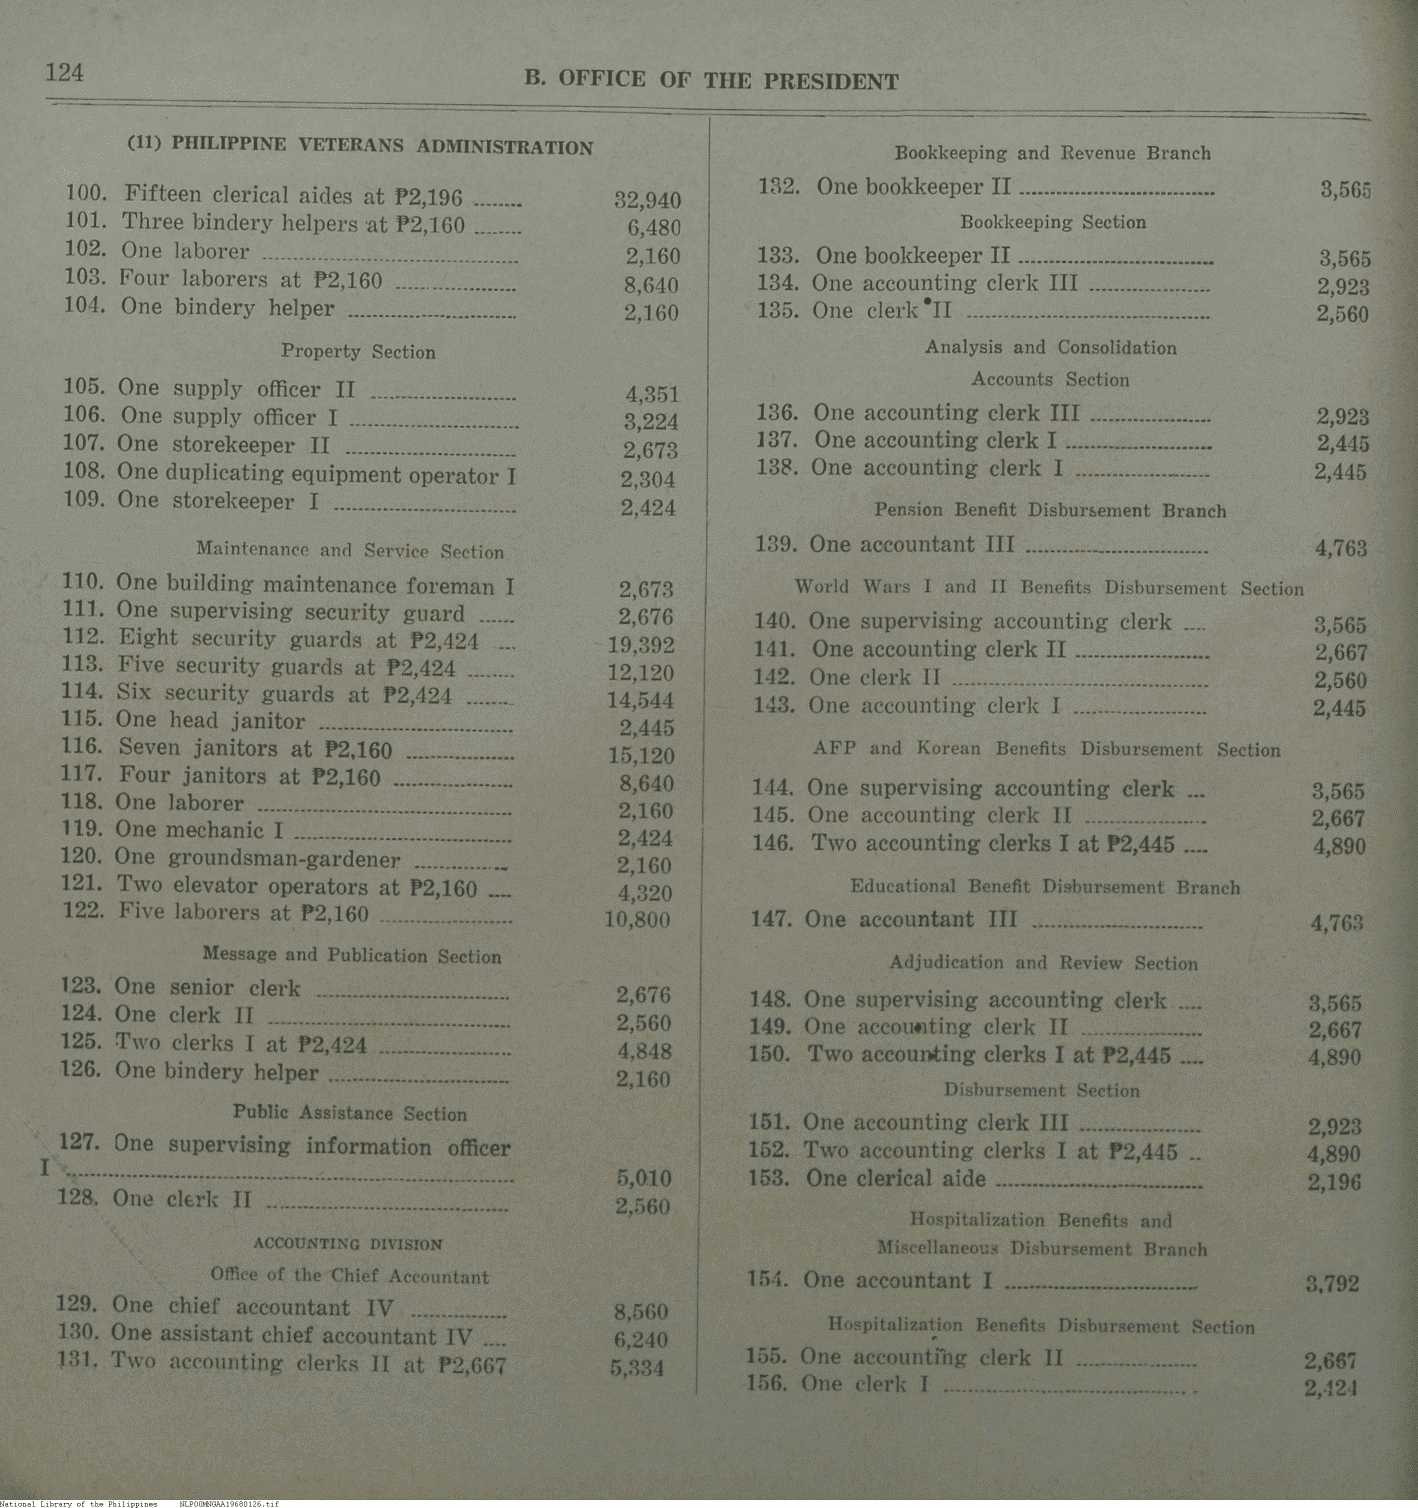 124
B. OFFICE OF THE PRESIDENT
(11) PHILIPPINE VETERANS ADMINISTRATION
100. Fifteen clerical aides at ₱2,196 ........ 32,940
101. Three bindery helpers at ₱2,160 ........ 6,480
102. One laborer ........ 2,160
103. Four laborers at ₱2,160 ........ 8,640
104. One bindery helper ........ 2,160
Property Section
105. One supply officer II ........ 4,351
106. One supply officer I ........ 3,224
107. One storekeeper II ........ 2,673
108. One duplicating equipment operator I 2,304
109. One storekeeper I ........ 2,424
Maintenance and Service Section
110. One building maintenance foreman I 2,673
111. One supervising security guard ...... 2,676
112. Eight security guards at ₱2,424 .... 19,392
113. Five security guards at ₱2,424 ........ 12,120
114. Six security guards at ₱2,424 ........ 14,544
115. One head janitor ........ 2,445
116. Seven janitors at ₱2,160 ........ 15,120
117. Four janitors at ₱2,160 ........ 8,640
118. One laborer ........ 2,160
119. One mechanic I ........ 2,424
120. One groundsman-gardener ........ 2,160
121. Two elevator operators at ₱2,160 .... 4,320
122. Five laborers at ₱2,160 ........ 10,800
Message and Publication Section
123. One senior clerk ........ 2,676
124. One clerk II ........ 2,560
125. Two clerks I at ₱2,424 ........ 4,848
126. One bindery helper ........ 2,160
Public Assistance Section
127. One supervising information officer
I ........ 5,010
128. One clerk II ........ 2,560
ACCOUNTING DIVISION
Office of the Chief Accountant
129. One chief accountant IV ........ 8,560
130. One assistant chief accountant IV .... 6,240
131. Two accounting clerks II at ₱2,667 5,334
Bookkeeping and Revenue Branch
132. One bookkeeper II ........ 3,565
Bookkeeping Section
133. One bookkeeper II ........ 3,565
134. One accounting clerk III ........ 2,923
135. One clerk II ........ 2,560
Analysis and Consolidation
Accounts Section
136. One accounting clerk III ........ 2,923
137. One accounting clerk I ........ 2,445
138. One accounting clerk I ........ 2,445
Pension Benefit Disbursement Branch
139. One accountant III ........ 4,763
World Wars I and II Benefits Disbursement Section
140. One supervising accounting clerk .... 3,565
141. One accounting clerk II ........ 2,667
142. One clerk II ........ 2,560
143. One accounting clerk I ........ 2,445
AFP and Korean Benefits Disbursement Section
144. One supervising accounting clerk ... 3,565
145. One accounting clerk II ........ 2,667
146. Two accounting clerks I at ₱2,445 .... 4,890
Educational Benefit Disbursement Branch
147. One accountant III ........ 4,763
Adjudication and Review Section
148. One supervising accounting clerk .... 3,565
149. One accounting clerk II ........ 2,667
150. Two accounting clerks I at ₱2,445 .... 4,890
Disbursement Section
151. One accounting clerk III ........ 2,923
152. Two accounting clerks I at ₱2,445 .. 4,890
153. One clerical aide ........ 2,196
Hospitalization Benefits and
Miscellaneous Disbursement Branch
154. One accountant I ........ 3,792
Hospitalization Benefits Disbursement Section
155. One accounting clerk II ........ 2,667
156. One clerk I ........ 2,424
National Library of the Philippines NLPOOMNGAA19680126.tif